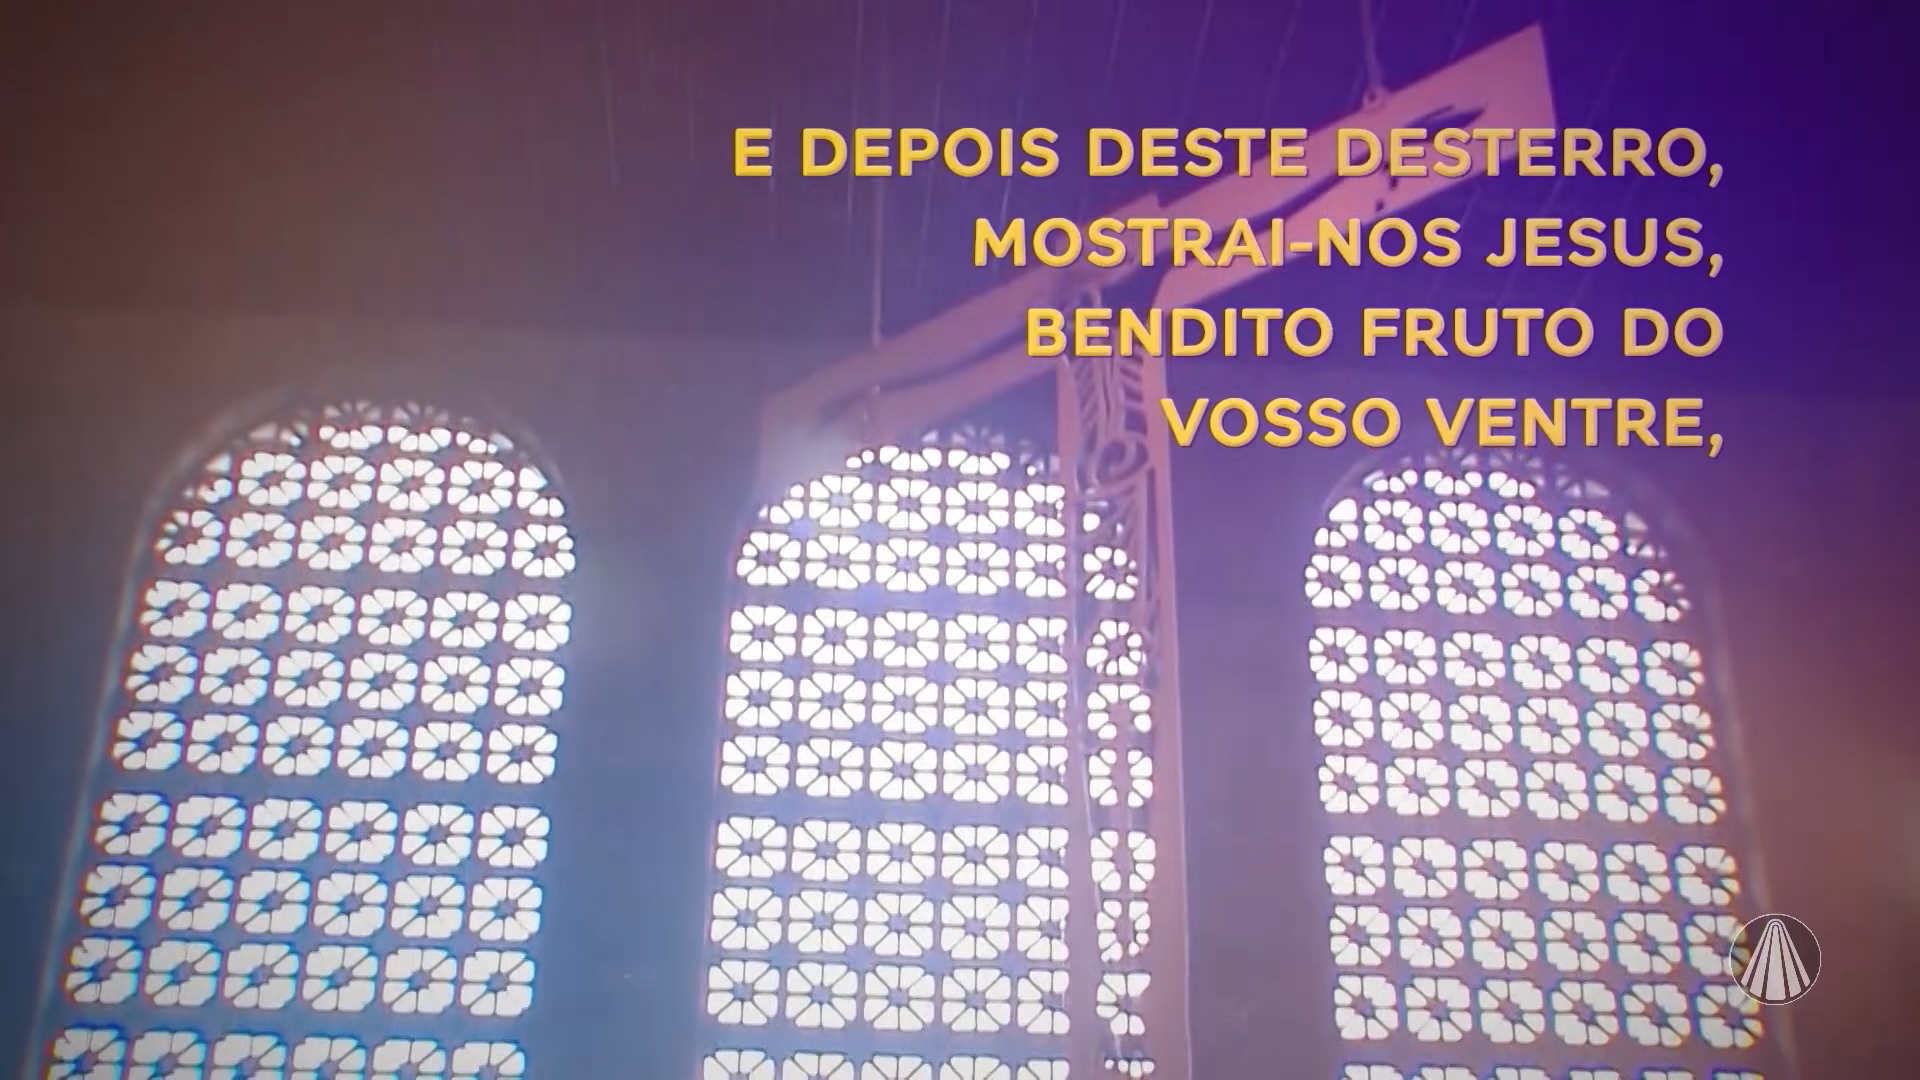 E DEPOIS DESTE DESTERRO,
MOSTRAI-NOS JESUS,
BENDITO FRUTO DO
VOSSO VENTRE,